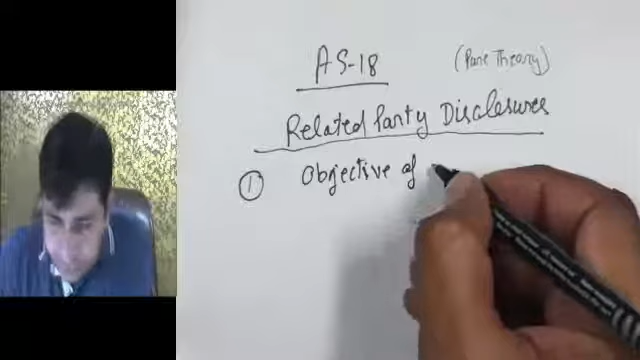 AS-18 (Pure Theory)
Related Party Disclosures
① Objective of